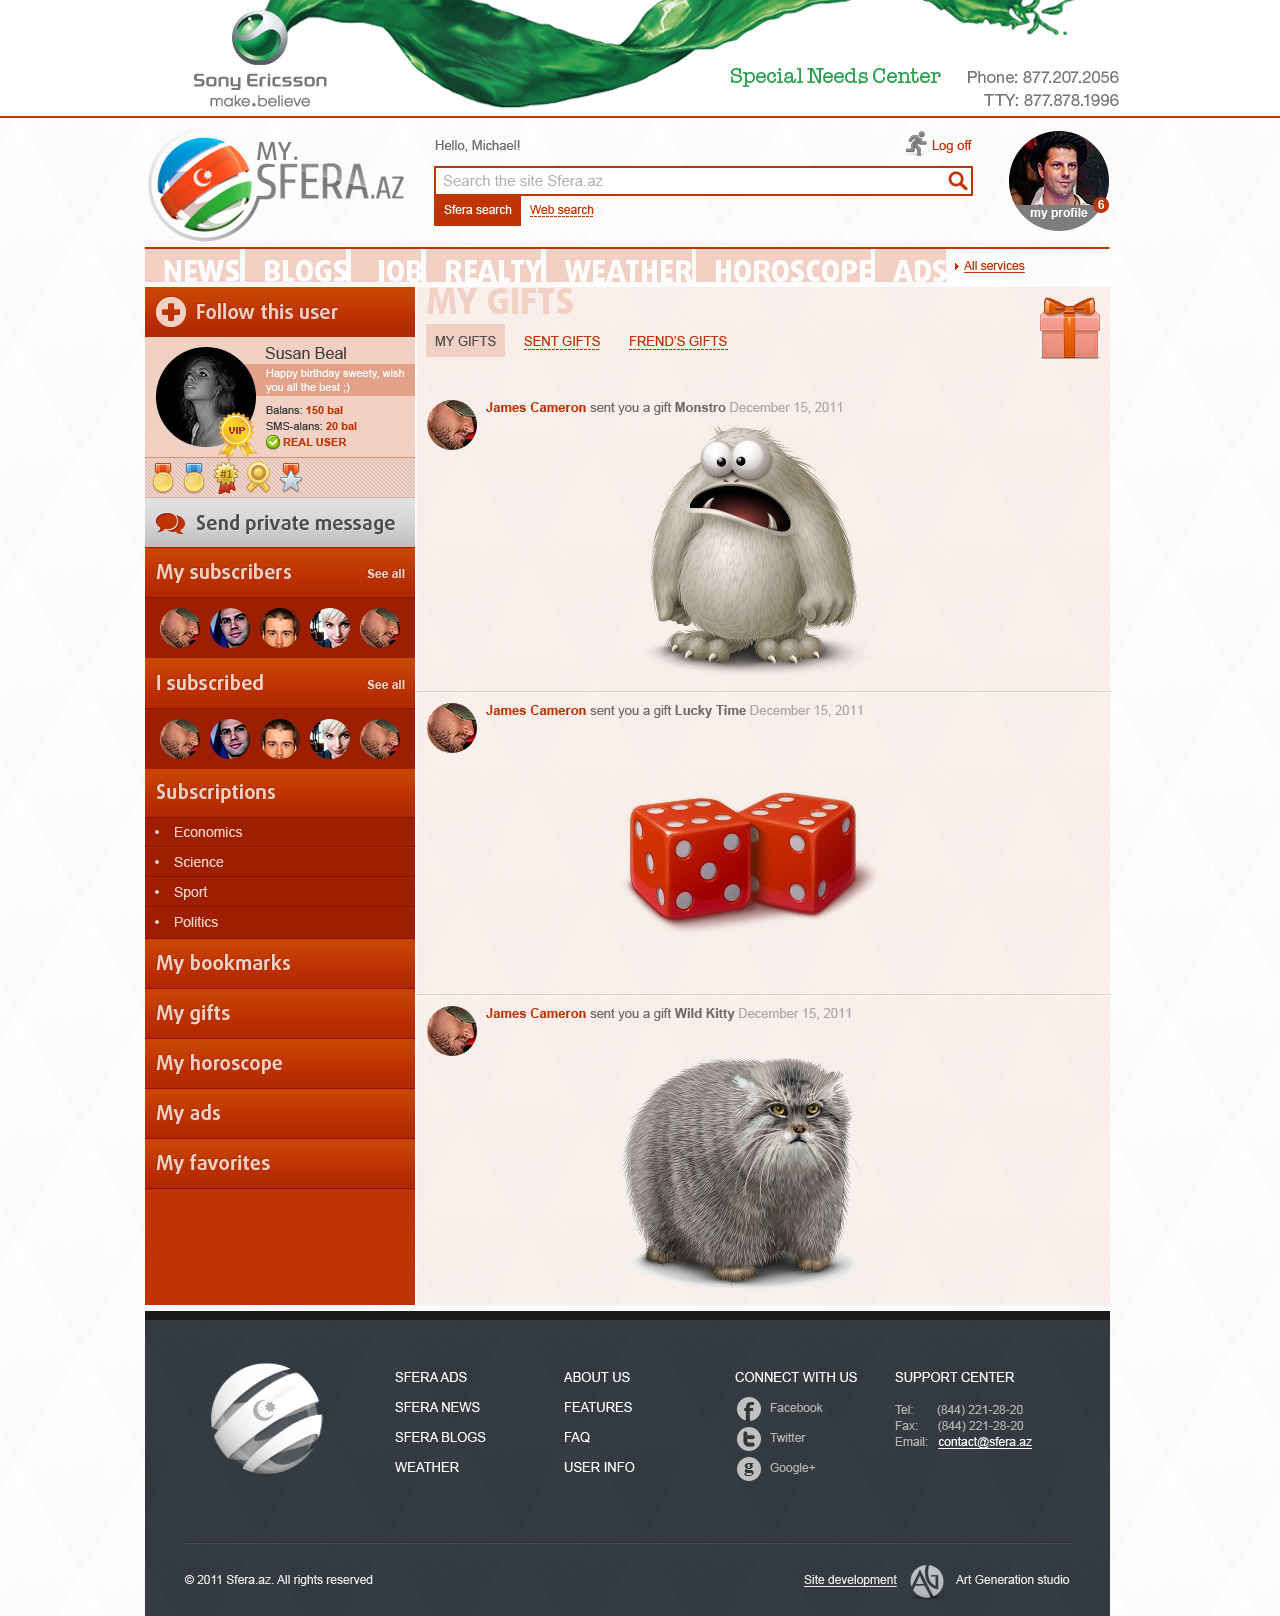 Sony Ericsson
make.believe
Special Needs Center
Phone: 877.207.2056
TTY: 877.878.1996
MY.
SFERA.AZ
Hello, Michael!
Log off
Search the site Sfera.az
Sfera search
Web search
my profile
6
NEWS BLOGS JOB REALTY WEATHER HOROSCOPE ADS
All services
Follow this user
Susan Beal
Happy birthday sweety, wish
you all the best ;)
Balans: 150 bal
SMS-alans: 20 bal
REAL USER
VIP
#1
Send private message
My subscribers
See all
I subscribed
See all
Subscriptions
• Economics
• Science
• Sport
• Politics
My bookmarks
My gifts
My horoscope
My ads
My favorites
MY GIFTS
MY GIFTS
SENT GIFTS
FREND'S GIFTS
James Cameron sent you a gift Monstro December 15, 2011
James Cameron sent you a gift Lucky Time December 15, 2011
James Cameron sent you a gift Wild Kitty December 15, 2011
SFERA ADS
SFERA NEWS
SFERA BLOGS
WEATHER
ABOUT US
FEATURES
FAQ
USER INFO
CONNECT WITH US
Facebook
Twitter
Google+
SUPPORT CENTER
Tel: (844) 221-28-20
Fax: (844) 221-28-20
Email: contact@sfera.az
© 2011 Sfera.az. All rights reserved
Site development
AG
Art Generation studio